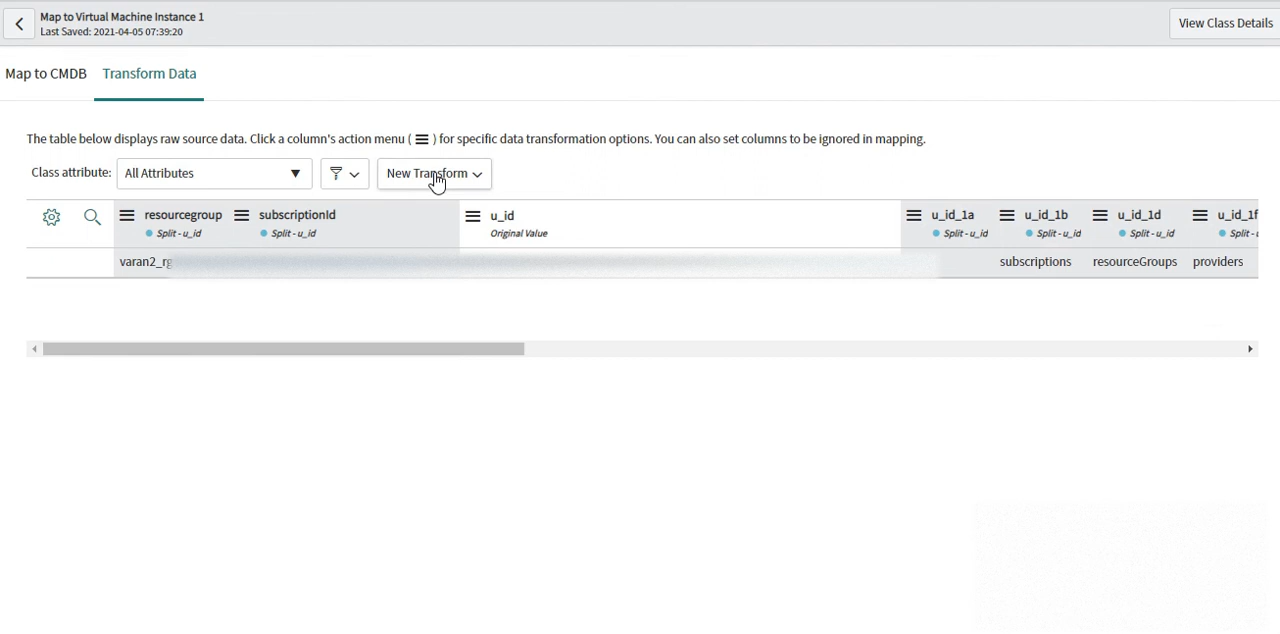 Map to Virtual Machine Instance 1
Last Saved: 2021-04-05 07:39:20
View Class Details
Map to CMDB Transform Data
The table below displays raw source data. Click a column's action menu ( ☰ ) for specific data transformation options. You can also set columns to be ignored in mapping.
Class attribute: All Attributes New Transform
resourcegroup subscriptionId u_id u_id_1a u_id_1b u_id_1d u_id_1f
Split - u_id Split - u_id Original Value Split - u_id Split - u_id Split - u_id Split - u_
varan2_rg subscriptions resourceGroups providers